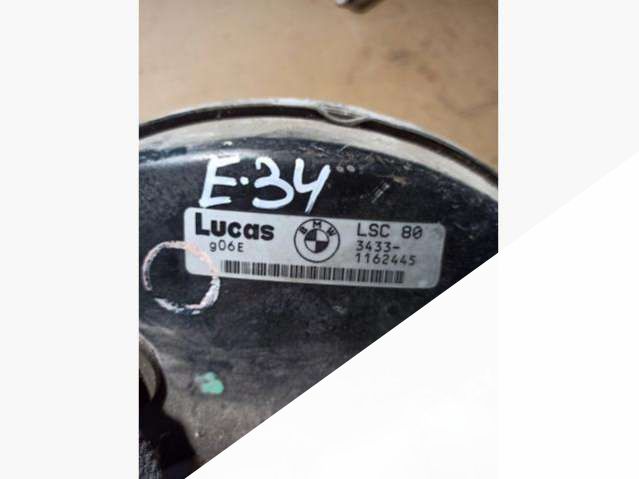 E·34
Lucas BMW LSC 80
g06E 3433-
1162445